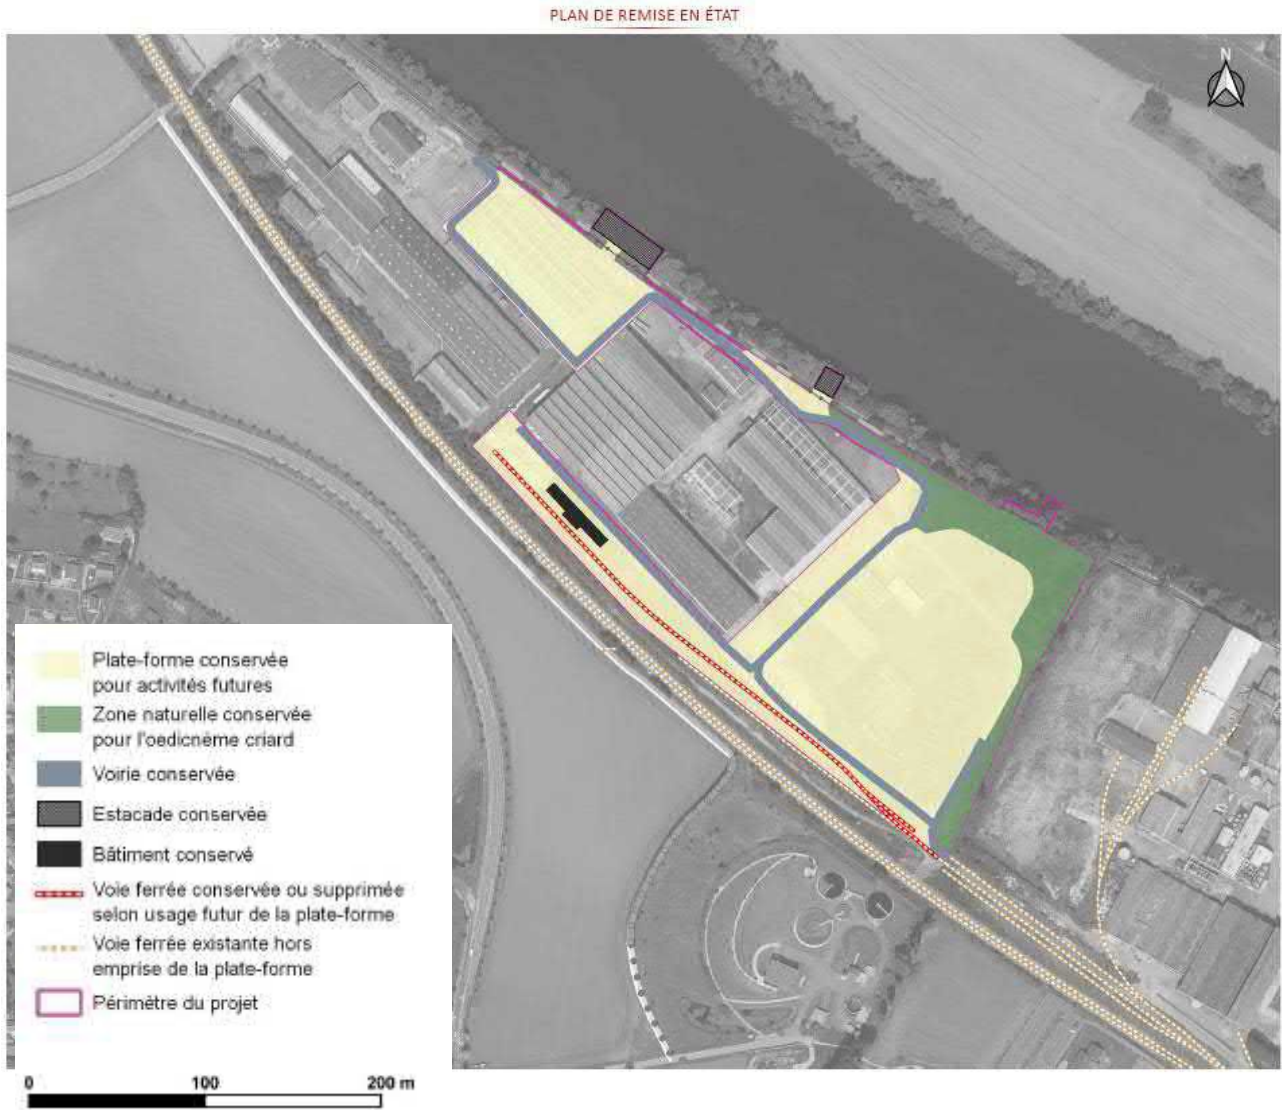 PLAN DE REMISE EN ÉTAT
N
Plate-forme conservée
pour activités futures
Zone naturelle conservée
pour l'oedicnème criard
Voirie conservée
Estacade conservée
Bâtiment conservé
Voie ferrée conservée ou supprimée
selon usage futur de la plate-forme
Voie ferrée existante hors
emprise de la plate-forme
Périmètre du projet
0 100 200 m